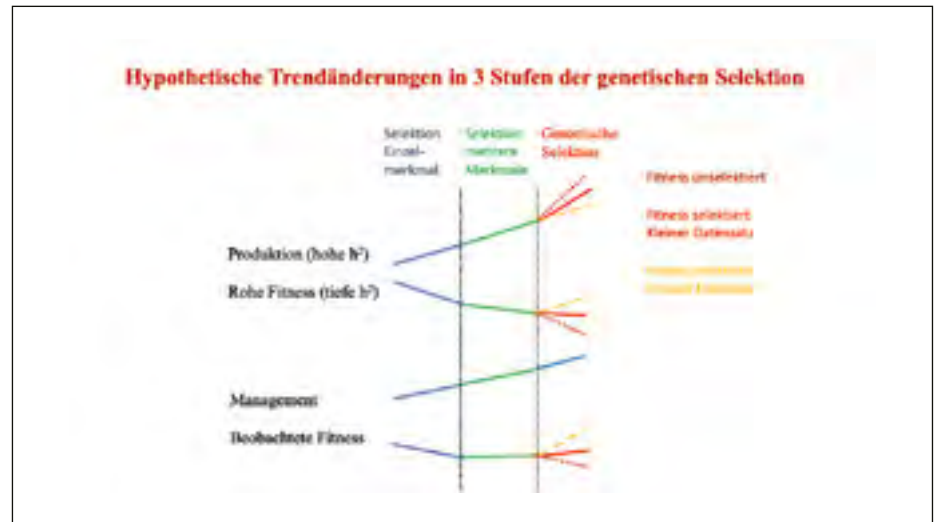 Hypothetische Trendänderungen in 3 Stufen der genetischen Selektion
Selektion
Einzel-
merkmal
Selektion
mehrere
Merkmale
Genomische
Selektion
Fitness unselektiert
Fitness selektiert
Kleiner Datensatz
Produktion (hohe h²)
Rohe Fitness (tiefe h²)
Management
Beobachtete Fitness